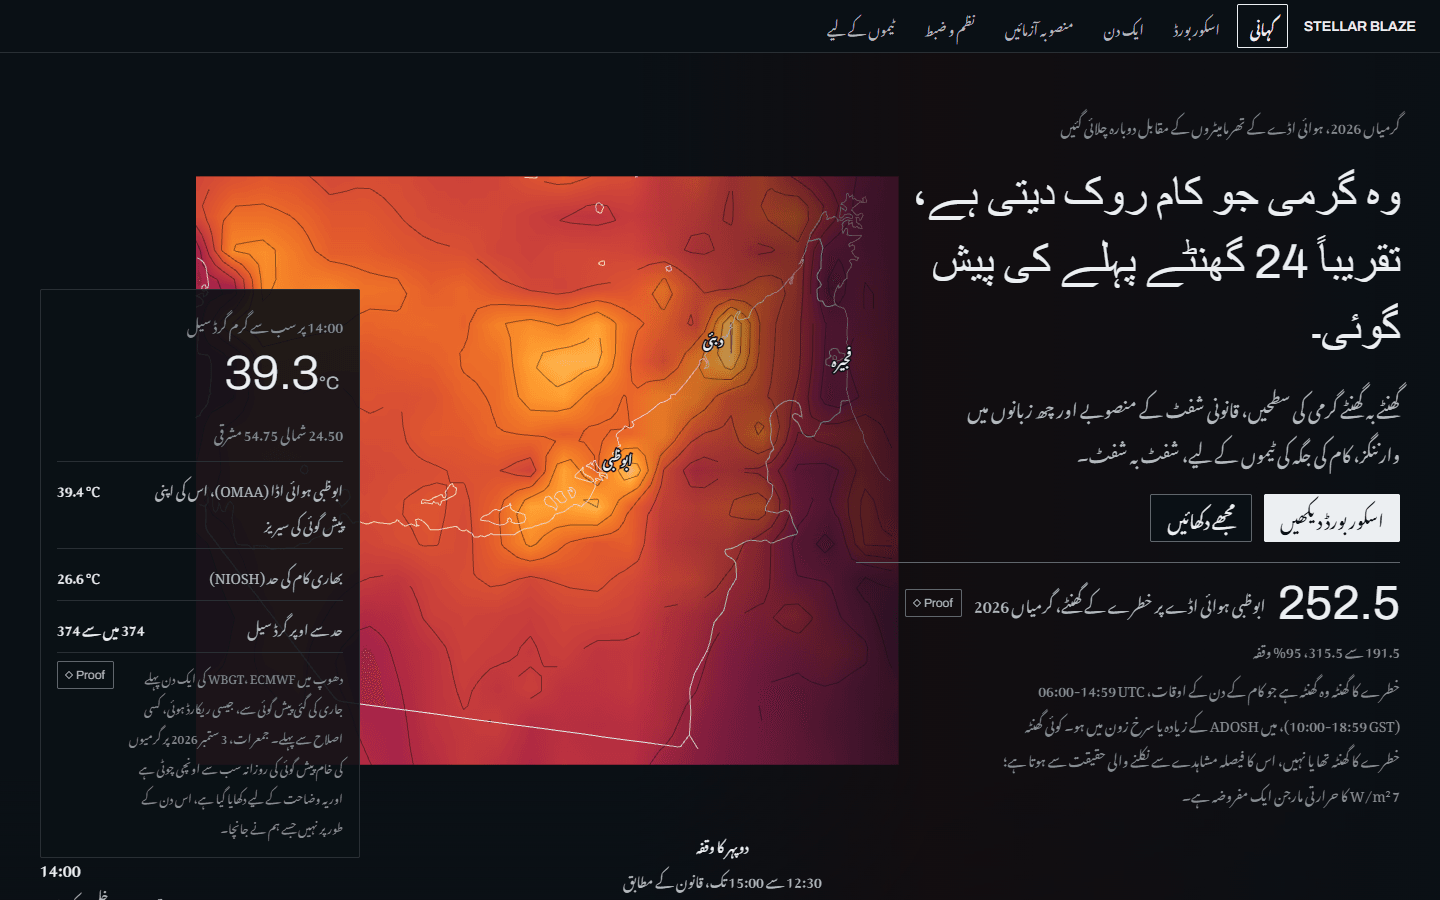 STELLAR BLAZE
کہانی
اسکور بورڈ
ایک دن
منصوبہ آزمائیں
نظم و ضبط
ٹیموں کے لیے
گرمیاں 2026، ہوائی اڈے کے تھرمامیٹروں کے مقابل دوبارہ چلائی گئیں
وہ گرمی جو کام روک دیتی ہے،
تقریباً 24 گھنٹے پہلے کی پیش
گوئی۔
گھنٹے بہ گھنٹے گرمی کی سطحیں، قانونی شفٹ کے منصوبے اور چھ زبانوں میں
وارننگز، کام کی جگہ کی ٹیموں کے لیے، شفٹ بہ شفٹ۔
اسکور بورڈ دیکھیں
مجھے دکھائیں
252.5
ابوظبی ہوائی اڈے پر خطرے کے گھنٹے، گرمیاں 2026
◇ Proof
191.5 سے 315.5، 95% وقفہ
خطرے کا گھنٹہ وہ گھنٹہ ہے جو کام کے دن کے اوقات، 06:00-14:59 UTC
(10:00-18:59 GST)، میں ADOSH کے زیادہ یا سرخ زون میں ہو۔ کوئی گھنٹہ
خطرے کا گھنٹہ تھا یا نہیں، اس کا فیصلہ مشاہدے سے نکلنے والی حقیقت سے ہوتا ہے؛
7 W/m² کا حرارتی مارجن ایک مفروضہ ہے۔
دبئی
فجیرہ
ابوظبی
14:00 پر سب سے گرم گرڈ سیل
39.3°C
24.50 شمالی 54.75 مشرقی
ابوظبی ہوائی اڈا (OMAA)، اس کی اپنی
پیش گوئی کی سیریز
39.4 °C
بھاری کام کی حد (NIOSH)
26.6 °C
حد سے اوپر گرڈ سیل
374 میں سے 374
دھوپ میں WBGT، ECMWF کی ایک دن پہلے
◇ Proof
جاری کی گئی پیش گوئی سے، جیسی ریکارڈ ہوئی، کسی
اصلاح سے پہلے۔ جمعرات، 3 ستمبر 2026 پر گرمیوں
کی خام پیش گوئی کی روزانہ سب سے اونچی چوٹی ہے
اور یہ وضاحت کے لیے دکھایا گیا ہے، اس دن کے
طور پر نہیں جسے ہم نے جانچا۔
14:00
دوپہر کا وقفہ
12:30 سے 15:00 تک، قانون کے مطابق